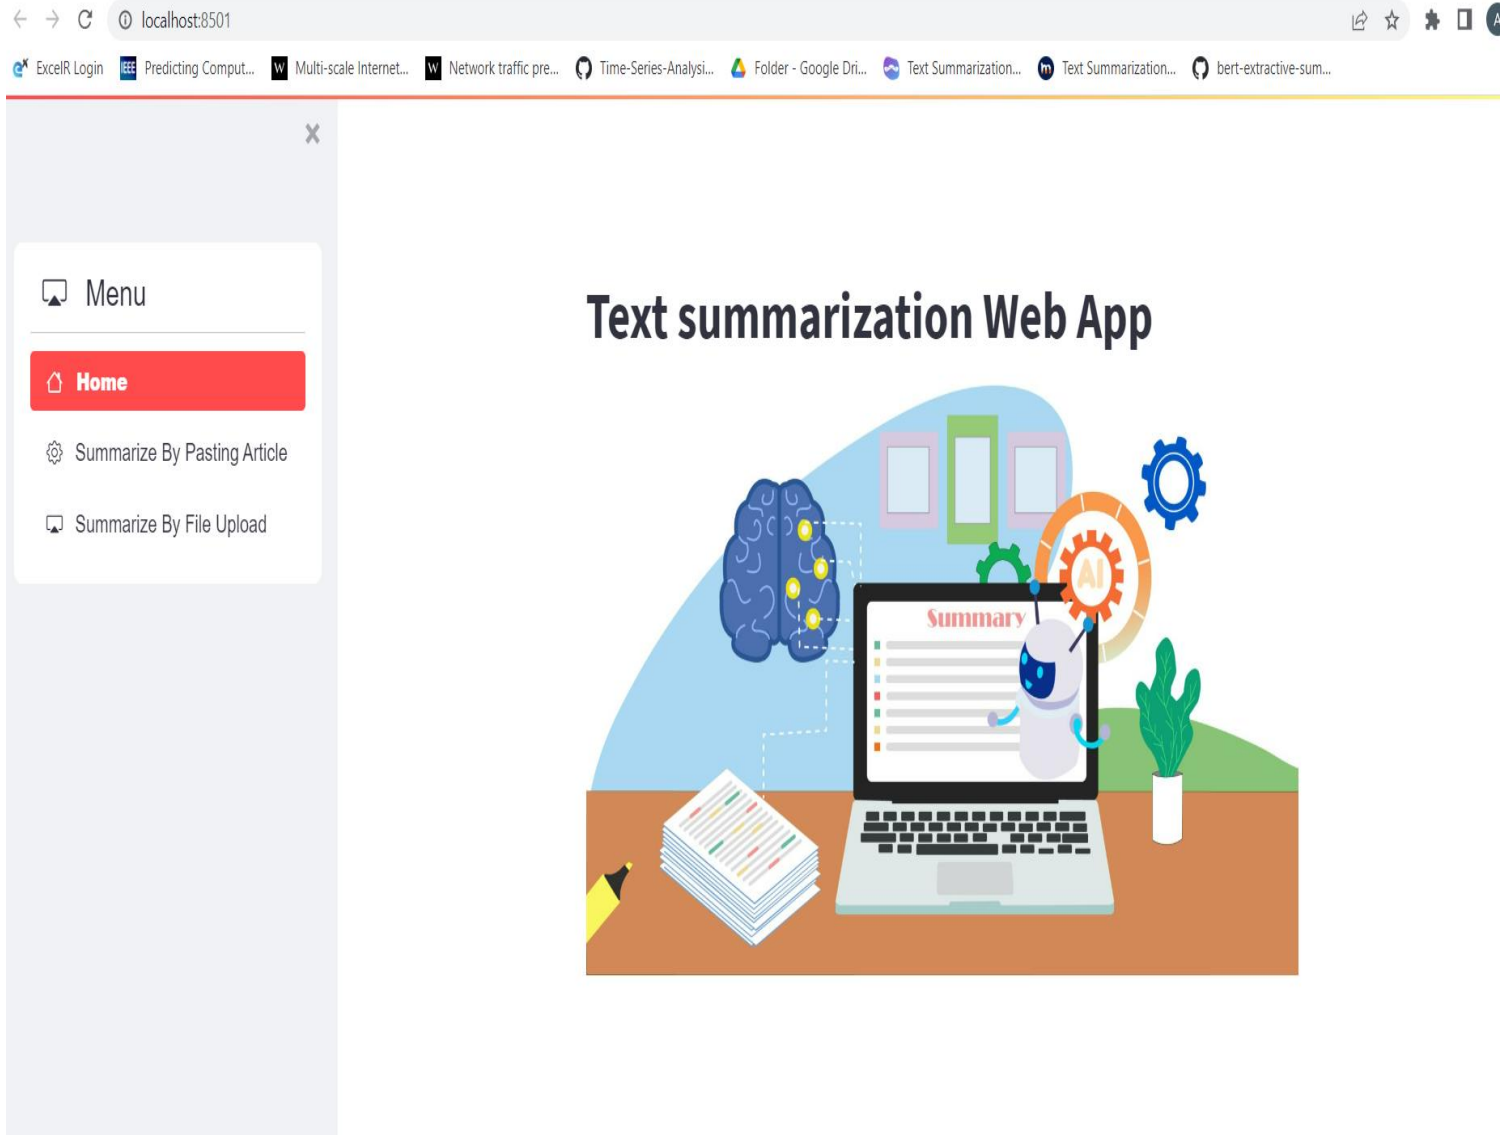 localhost:8501
A
ExcelR Login
IEEE
Predicting Comput...
W
Multi-scale Internet...
W
Network traffic pre...
Time-Series-Analysi...
Folder - Google Dri...
Text Summarization...
m
Text Summarization...
bert-extractive-sum...
Menu
Home
Summarize By Pasting Article
Summarize By File Upload
Text summarization Web App
AI
Summary